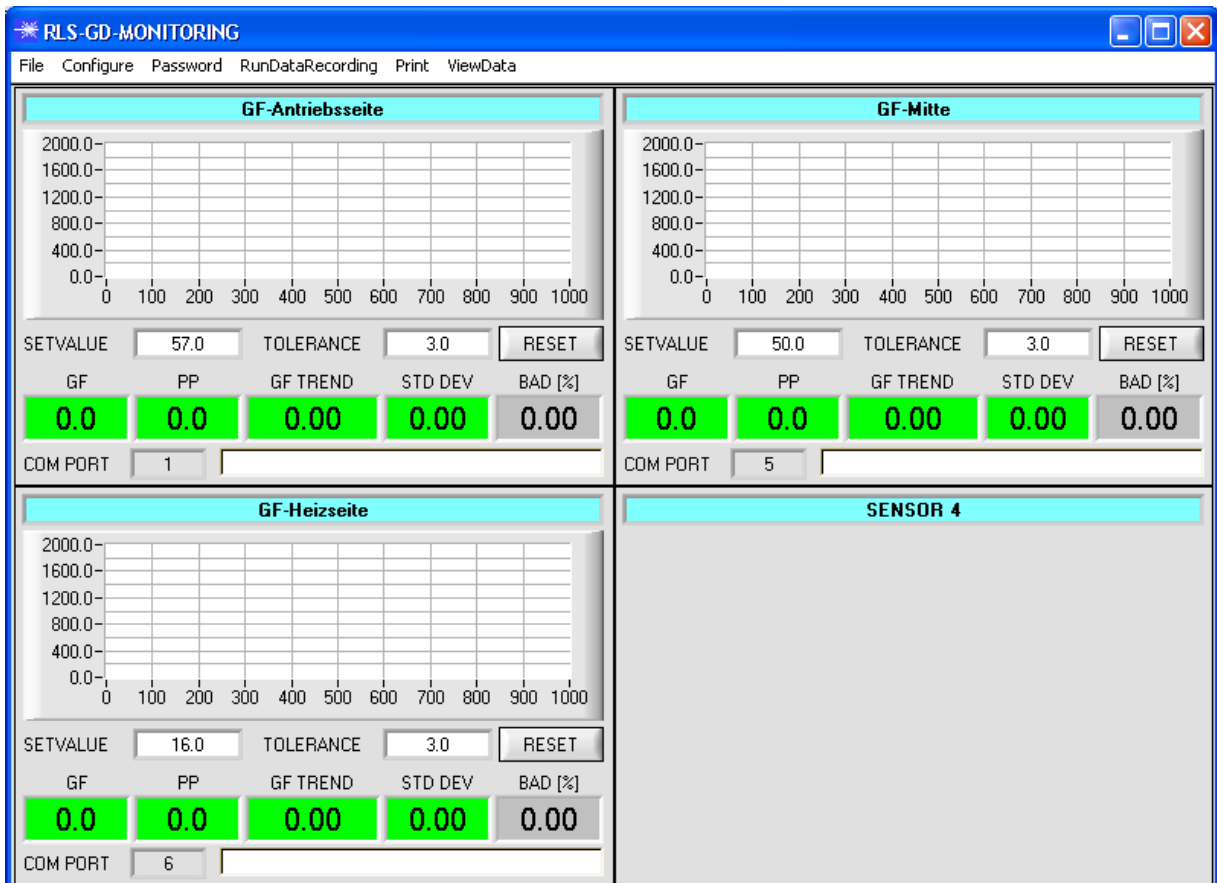 RLS-GD-MONITORING
File Configure Password RunDataRecording Print ViewData
GF-Antriebsseite
2000.0
1600.0
1200.0
800.0
400.0
0.0
0 100 200 300 400 500 600 700 800 900 1000
SETVALUE 57.0 TOLERANCE 3.0 RESET
GF PP GF TREND STD DEV BAD [%]
0.0 0.0 0.00 0.00 0.00
COM PORT 1
GF-Mitte
2000.0
1600.0
1200.0
800.0
400.0
0.0
0 100 200 300 400 500 600 700 800 900 1000
SETVALUE 50.0 TOLERANCE 3.0 RESET
GF PP GF TREND STD DEV BAD [%]
0.0 0.0 0.00 0.00 0.00
COM PORT 5
GF-Heizseite
2000.0
1600.0
1200.0
800.0
400.0
0.0
0 100 200 300 400 500 600 700 800 900 1000
SETVALUE 16.0 TOLERANCE 3.0 RESET
GF PP GF TREND STD DEV BAD [%]
0.0 0.0 0.00 0.00 0.00
COM PORT 6
SENSOR 4